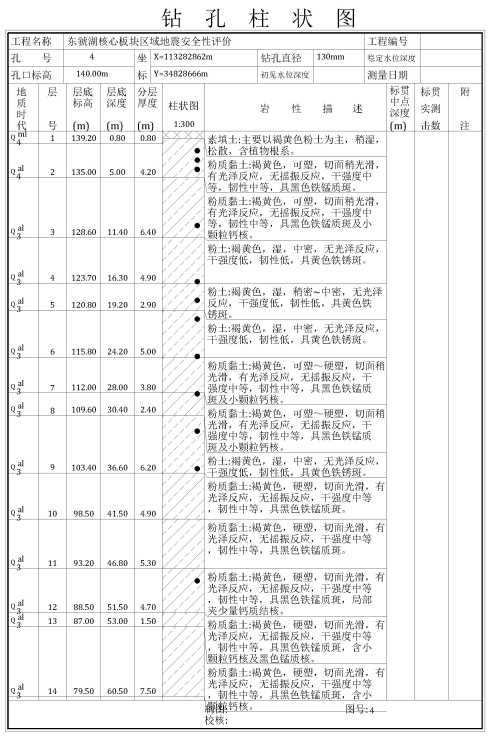 钻 孔 柱 状 图
工程名称 东虢湖核心板块区域地震安全性评价 工程编号
孔 号 4 坐 X=113282862m 钻孔直径 130mm 稳定水位深度
孔口标高 140.00m 标 Y=34828666m 初见水位深度 测量日期
地质时代 层号 层底标高(m) 层底深度(m) 分层厚度(m) 柱状图 1:300 岩 性 描 述 标贯中点深度(m) 标贯实测击数 附注
Q4 ml 1 139.20 0.80 0.80 素填土:主要以褐黄色粉土为主，稍湿，
松散，含植物根系。
Q4 al 2 135.00 5.00 4.20 粉质黏土:褐黄色，可塑，切面稍光滑，
有光泽反应，无摇振反应，干强度中
等，韧性中等，具黑色铁锰质斑。
Q3 al 3 128.60 11.40 6.40 粉质黏土:褐黄色，可塑，切面稍光滑，
有光泽反应，无摇振反应，干强度中
等，韧性中等，具黑色铁锰质斑及小
颗粒钙核。
Q3 al 4 123.70 16.30 4.90 粉土:褐黄色，湿，中密，无光泽反应，
干强度低，韧性低，具黄色铁锈斑。
Q3 al 5 120.80 19.20 2.90 粉土:褐黄色，湿，稍密~中密，无光泽
反应，干强度低，韧性低，具黄色铁
锈斑。
Q3 al 6 115.80 24.20 5.00 粉土:褐黄色，湿，中密，无光泽反应，
干强度低，韧性低，具黄色铁锈斑。
Q3 al 7 112.00 28.00 3.80 粉质黏土:褐黄色，可塑～硬塑，切面稍
光滑，有光泽反应，无摇振反应，干
强度中等，韧性中等，具黑色铁锰质
斑及小颗粒钙核。
Q3 al 8 109.60 30.40 2.40 粉质黏土:褐黄色，可塑～硬塑，切面稍
光滑，有光泽反应，无摇振反应，干
强度中等，韧性中等，具黑色铁锰质
斑及小颗粒钙核。
Q3 al 9 103.40 36.60 6.20 粉土:褐黄色，湿，中密，无光泽反应，
干强度低，韧性低，具黄色铁锈斑。
Q3 al 10 98.50 41.50 4.90 粉质黏土:褐黄色，硬塑，切面光滑，有
光泽反应，无摇振反应，干强度中等
，韧性中等，具黑色铁锰质斑。
Q3 al 11 93.20 46.80 5.30 粉质黏土:褐黄色，硬塑，切面光滑，有
光泽反应，无摇振反应，干强度中等
，韧性中等，具黑色铁锰质斑。
Q3 al 12 88.50 51.50 4.70 粉质黏土:褐黄色，硬塑，切面光滑，有
光泽反应，无摇振反应，干强度中等
，韧性中等，具黑色铁锰质斑，局部
夹少量钙质结核。
Q3 al 13 87.00 53.00 1.50 粉质黏土:褐黄色，硬塑，切面光滑，有
光泽反应，无摇振反应，干强度中等
，韧性中等，具黑色铁锰质斑，含小
颗粒钙核及黑色锰质核。
Q3 al 14 79.50 60.50 7.50 粉质黏土:褐黄色，硬塑，切面光滑，有
光泽反应，无摇振反应，干强度中等
，韧性中等，具黑色铁锰质斑，含小
颗粒钙核。
制图: 图号:4
校核: